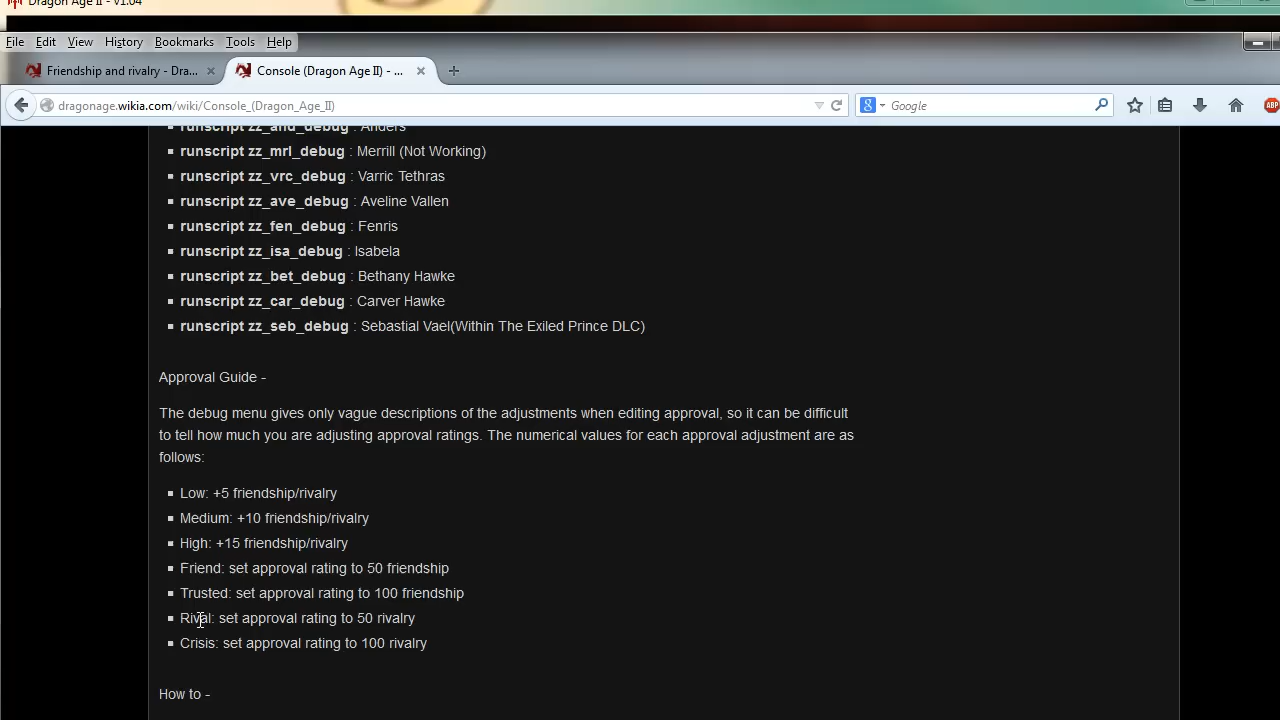 Dragon Age II - v1.04
File Edit View History Bookmarks Tools Help
Friendship and rivalry - Dra... × Console (Dragon Age II) - ... × +
dragonage.wikia.com/wiki/Console_(Dragon_Age_II) Google ABP
runscript zz_and_debug : Anders
runscript zz_mrl_debug : Merrill (Not Working)
runscript zz_vrc_debug : Varric Tethras
runscript zz_ave_debug : Aveline Vallen
runscript zz_fen_debug : Fenris
runscript zz_isa_debug : Isabela
runscript zz_bet_debug : Bethany Hawke
runscript zz_car_debug : Carver Hawke
runscript zz_seb_debug : Sebastial Vael(Within The Exiled Prince DLC)
Approval Guide -
The debug menu gives only vague descriptions of the adjustments when editing approval, so it can be difficult
to tell how much you are adjusting approval ratings. The numerical values for each approval adjustment are as
follows:
Low: +5 friendship/rivalry
Medium: +10 friendship/rivalry
High: +15 friendship/rivalry
Friend: set approval rating to 50 friendship
Trusted: set approval rating to 100 friendship
Rival: set approval rating to 50 rivalry
Crisis: set approval rating to 100 rivalry
How to -